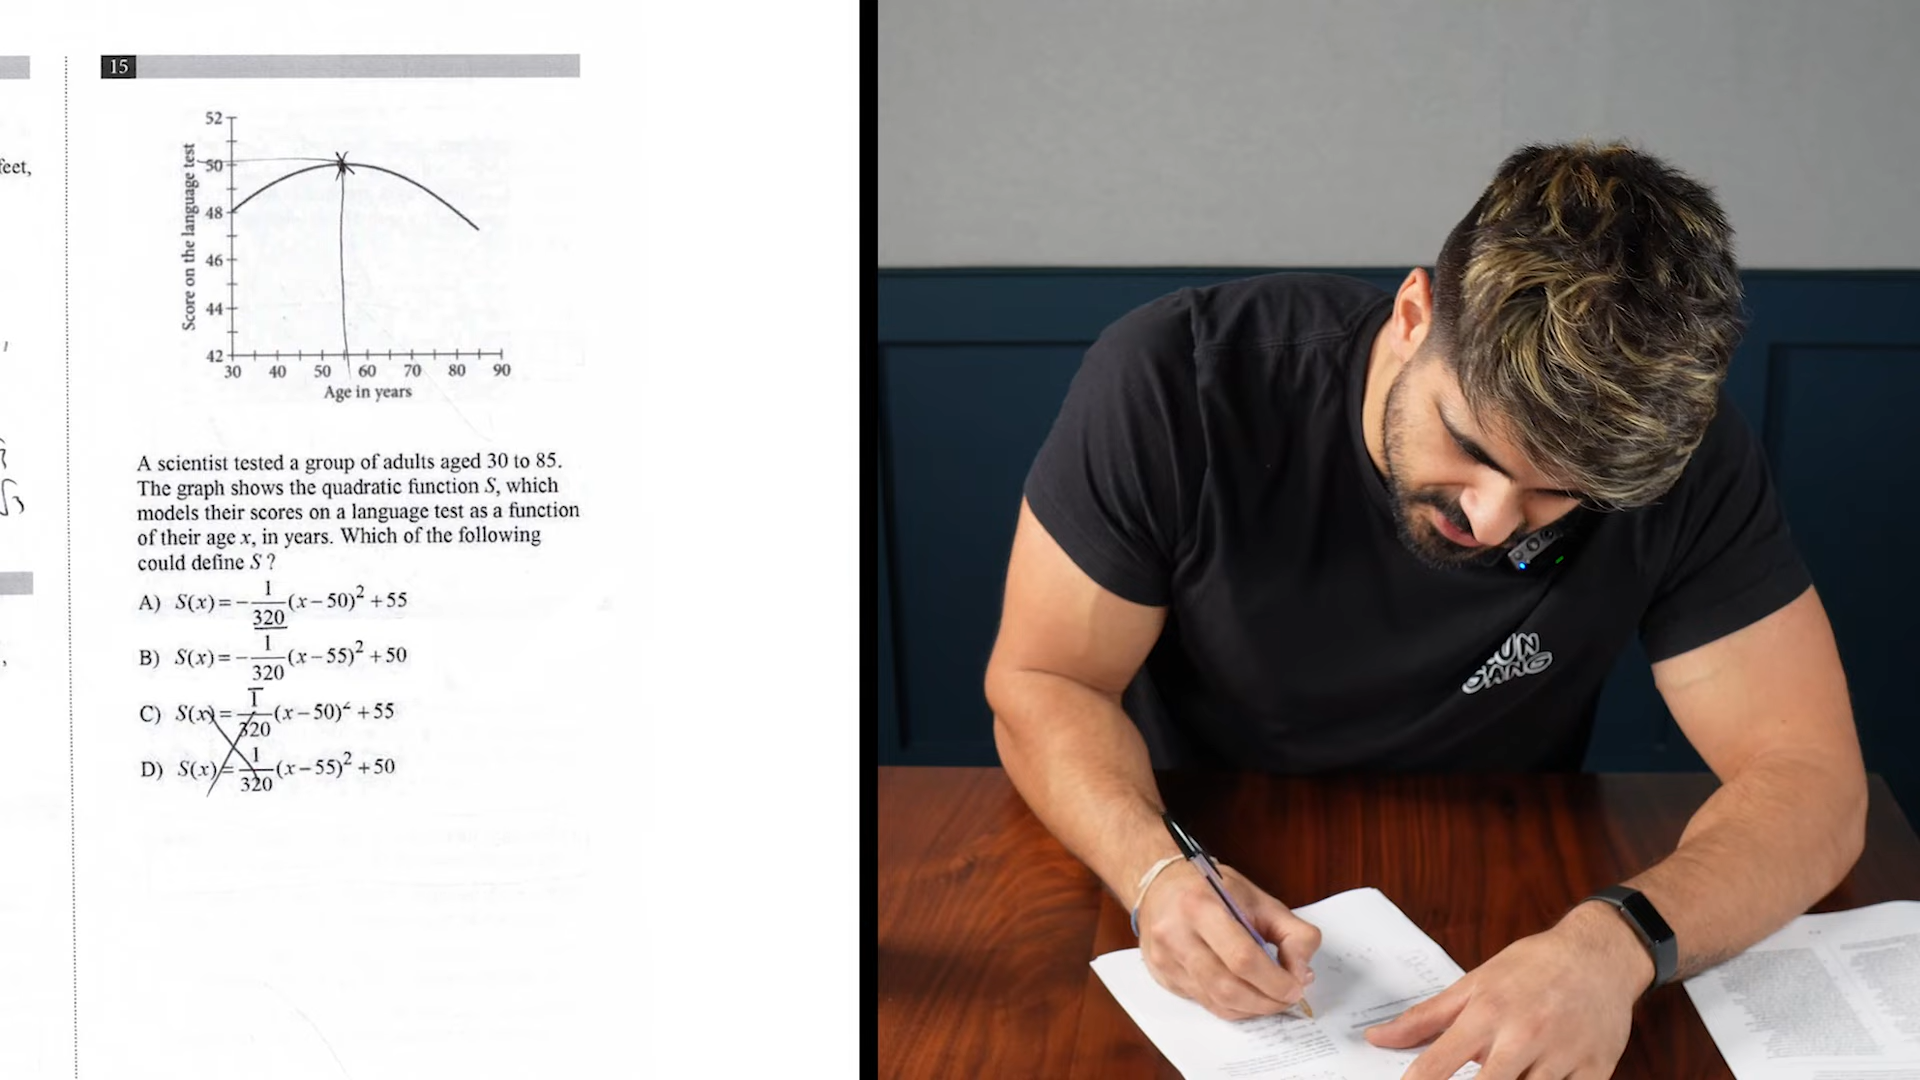 15
feet,
52
50
48
46
44
42
Score on the language test
30 40 50 60 70 80 90
Age in years
A scientist tested a group of adults aged 30 to 85.
The graph shows the quadratic function S, which
models their scores on a language test as a function
of their age x, in years. Which of the following
could define S ?
A) S(x) = -1/320 (x - 50)² + 55
B) S(x) = -1/320 (x - 55)² + 50
C) S(x) = 1/320 (x - 50)² + 55
D) S(x) = 1/320 (x - 55)² + 50
GANG